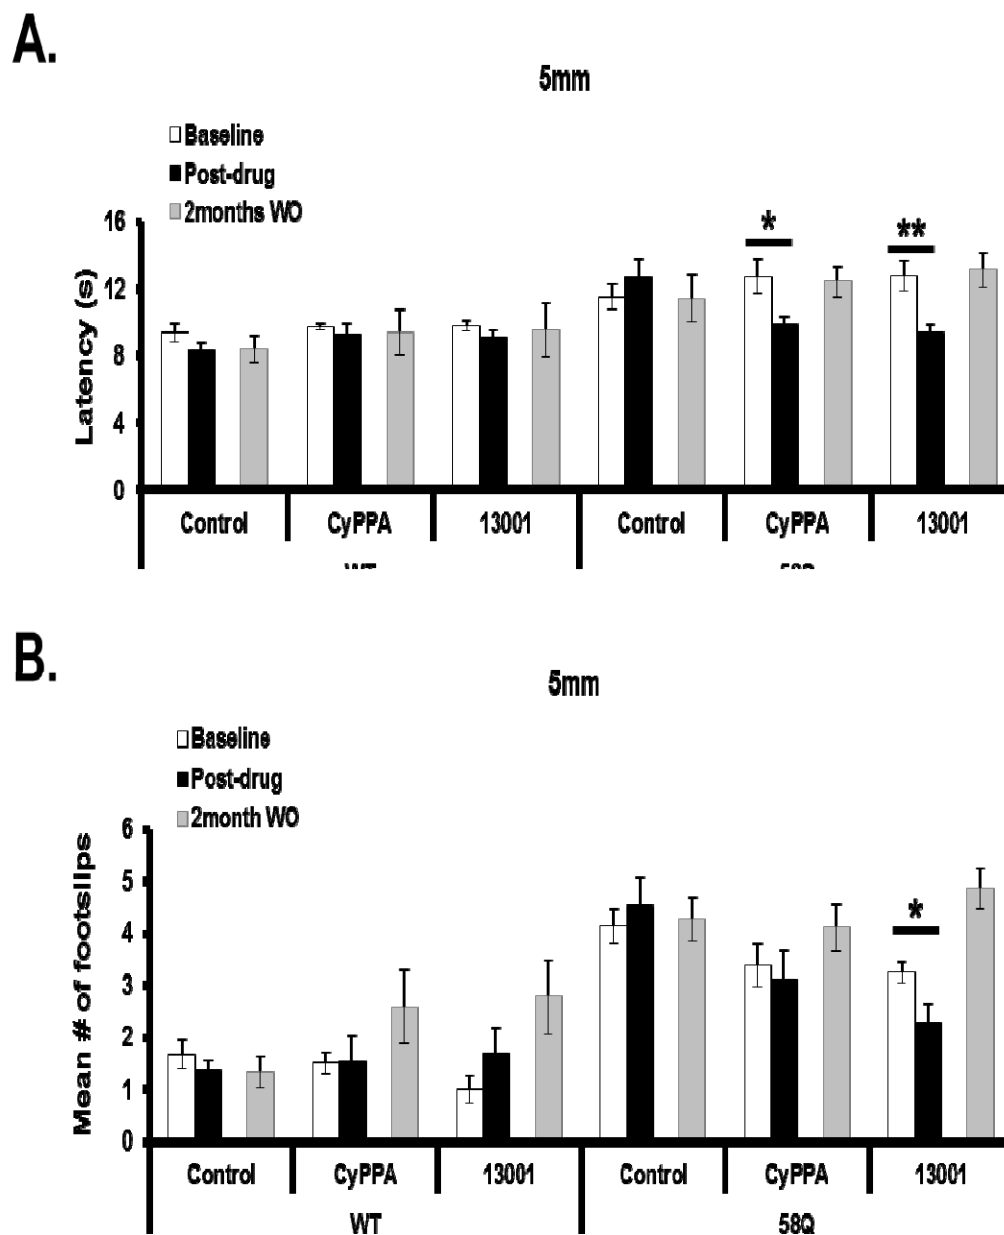 A.
5mm
Baseline
Post-drug
2months WO
16
12
8
4
0
Latency (s)
*
**
Control CyPPA 13001 Control CyPPA 13001
B.
5mm
Baseline
Post-drug
2month WO
6
5
4
3
2
1
0
Mean # of footslips
*
Control CyPPA 13001 Control CyPPA 13001
WT 58Q